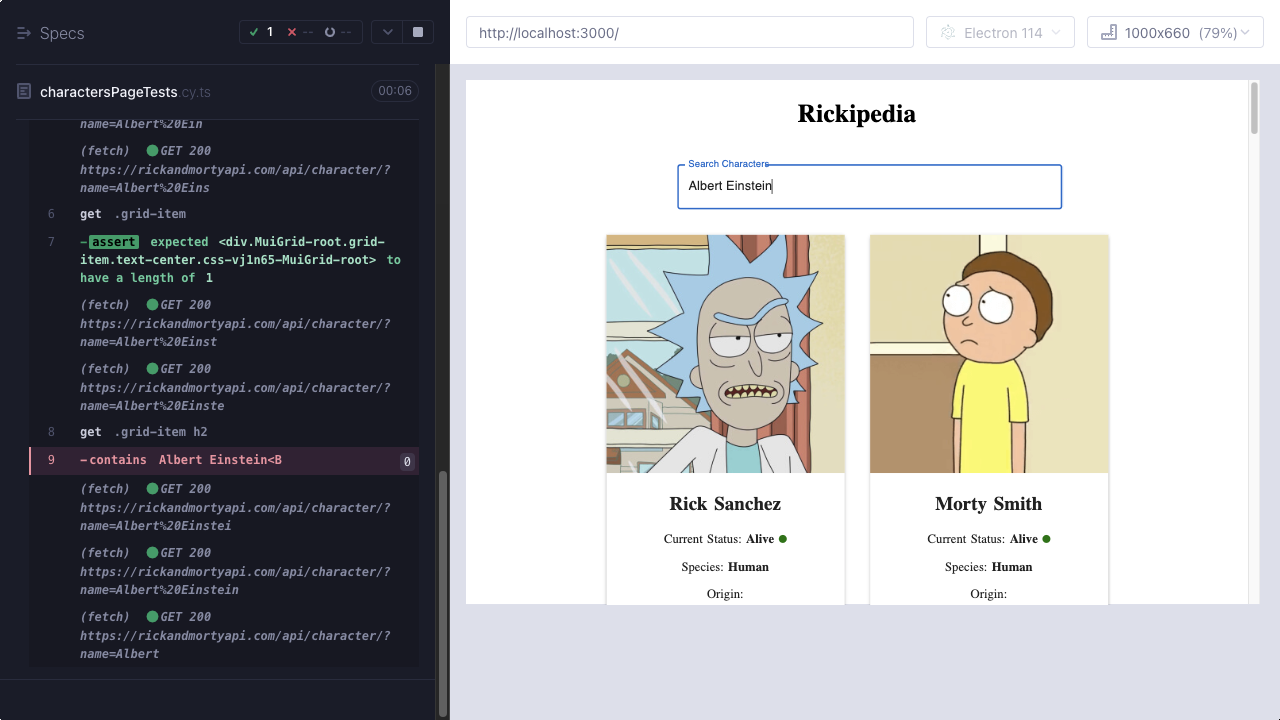 Specs
1
--
--
http://localhost:3000/
Electron 114
1000x660 (79%)
charactersPageTests.cy.ts
00:06
name=Albert%20Ein
(fetch) GET 200
https://rickandmortyapi.com/api/character/?
name=Albert%20Eins
6 get .grid-item
7 -assert expected <div.MuiGrid-root.grid-
item.text-center.css-vj1n65-MuiGrid-root> to
have a length of 1
(fetch) GET 200
https://rickandmortyapi.com/api/character/?
name=Albert%20Einst
(fetch) GET 200
https://rickandmortyapi.com/api/character/?
name=Albert%20Einste
8 get .grid-item h2
9 -contains Albert Einstein<B 0
(fetch) GET 200
https://rickandmortyapi.com/api/character/?
name=Albert%20Einstei
(fetch) GET 200
https://rickandmortyapi.com/api/character/?
name=Albert%20Einstein
(fetch) GET 200
https://rickandmortyapi.com/api/character/?
name=Albert
Rickipedia
Search Characters
Albert Einstein
Rick Sanchez
Current Status: Alive
Species: Human
Origin:
Morty Smith
Current Status: Alive
Species: Human
Origin: